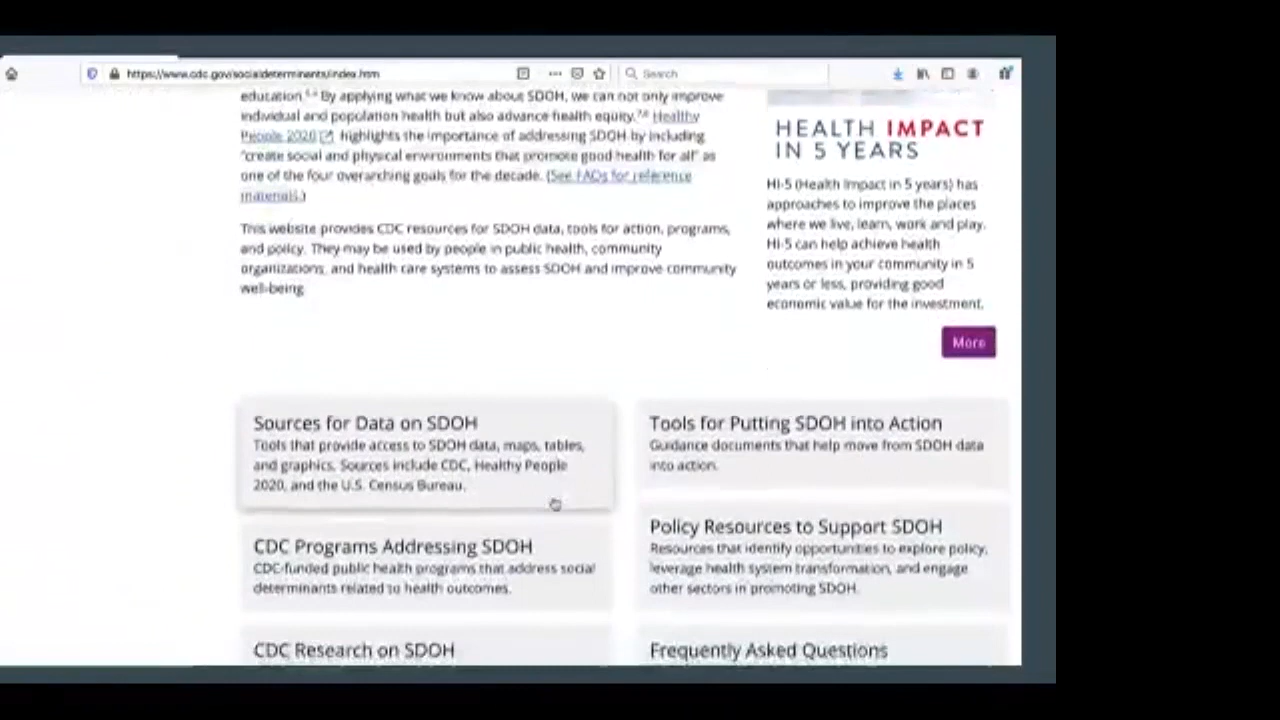 https://www.cdc.gov/socialdeterminants/index.htm
Search
education.
By applying what we know about SDOH, we can not only improve
individual and population health but also advance health equity.7,8 Healthy
People 2020 highlights the importance of addressing SDOH by including
"create social and physical environments that promote good health for all" as
one of the four overarching goals for the decade. (See FAQs for reference
materials.)
This website provides CDC resources for SDOH data, tools for action, programs,
and policy. They may be used by people in public health, community
organizations, and health care systems to assess SDOH and improve community
well-being.
HEALTH IMPACT
IN 5 YEARS
HI-5 (Health Impact in 5 years) has
approaches to improve the places
where we live, learn, work and play.
HI-5 can help achieve health
outcomes in your community in 5
years or less, providing good
economic value for the investment.
More
Sources for Data on SDOH
Tools that provide access to SDOH data, maps, tables,
and graphics. Sources include CDC, Healthy People
2020, and the U.S. Census Bureau.
Tools for Putting SDOH into Action
Guidance documents that help move from SDOH data
into action.
CDC Programs Addressing SDOH
CDC-funded public health programs that address social
determinants related to health outcomes.
Policy Resources to Support SDOH
Resources that identify opportunities to explore policy,
leverage health system transformation, and engage
other sectors in promoting SDOH.
CDC Research on SDOH
Frequently Asked Questions